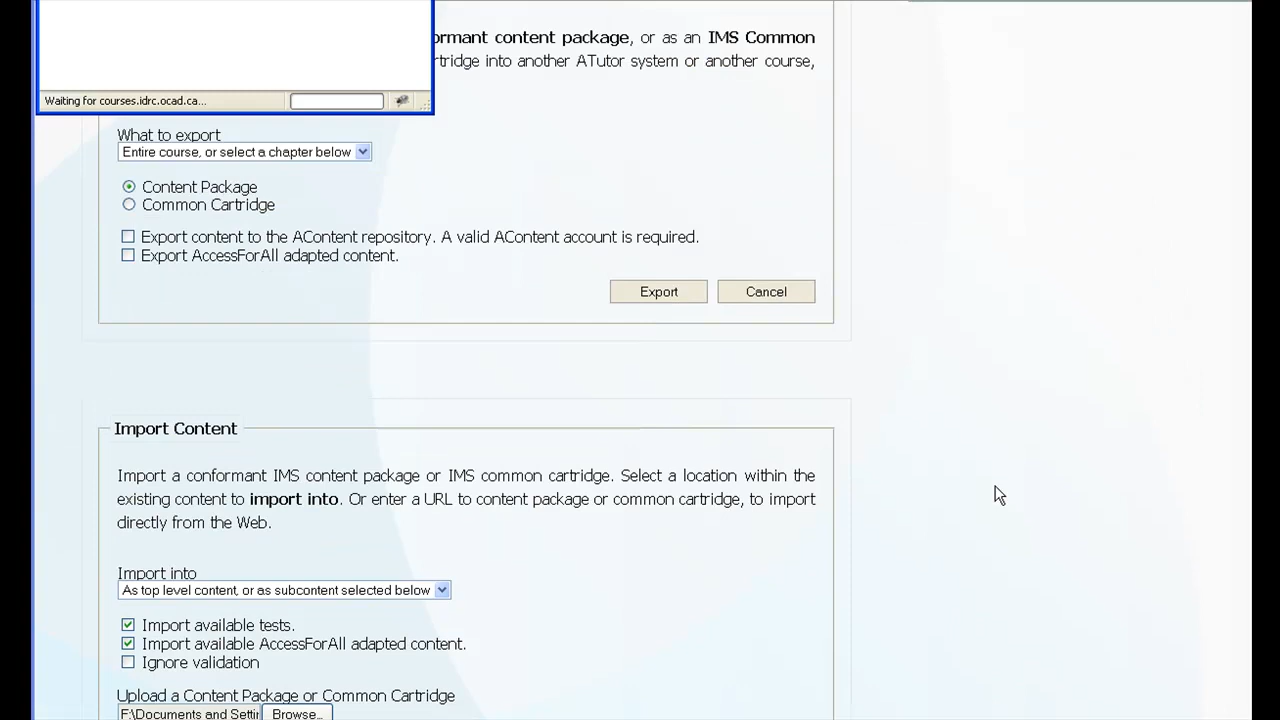 ormant content package, or as an IMS Common
rtridge into another ATutor system or another course,
Waiting for courses.idrc.ocad.ca...
What to export
Entire course, or select a chapter below
Content Package
Common Cartridge
Export content to the AContent repository. A valid AContent account is required.
Export AccessForAll adapted content.
Export Cancel
Import Content
Import a conformant IMS content package or IMS common cartridge. Select a location within the
existing content to import into. Or enter a URL to content package or common cartridge, to import
directly from the Web.
Import into
As top level content, or as subcontent selected below
Import available tests.
Import available AccessForAll adapted content.
Ignore validation
Upload a Content Package or Common Cartridge
F:\Documents and Settin Browse...